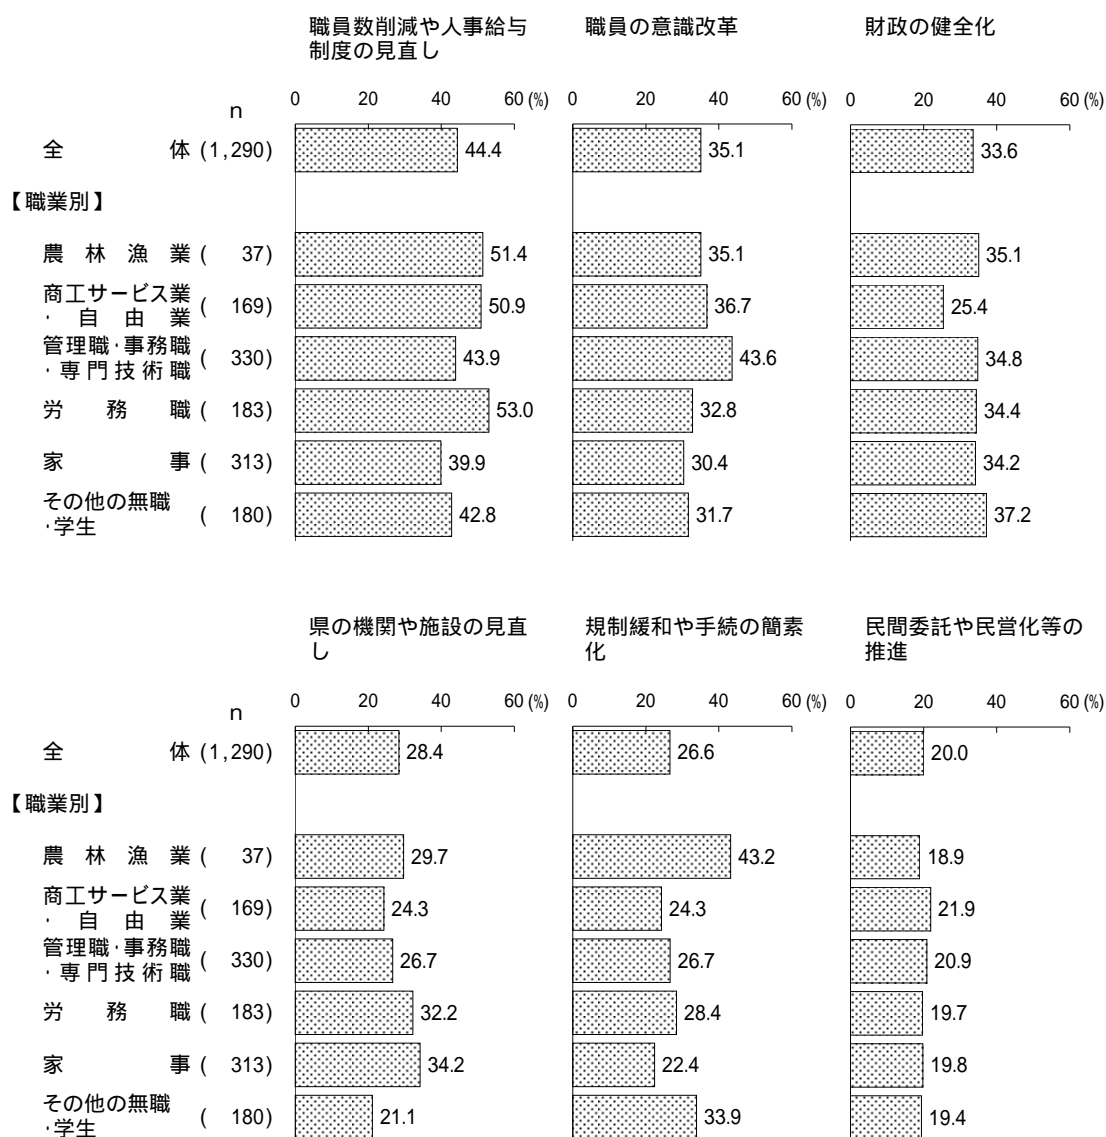 職員数削減や人事給与 職員の意識改革 財政の健全化
制度の見直し
0 20 40 60 (%) 0 20 40 60 (%) 0 20 40 60 (%)
n
全 体 (1,290) 44.4 35.1 33.6
【職業別】
農 林 漁 業 ( 37) 51.4 35.1 35.1
商工サービス業
・ 自 由 業 ( 169) 50.9 36.7 25.4
管理職・事務職
・専門技術職 ( 330) 43.9 43.6 34.8
労 務 職 ( 183) 53.0 32.8 34.4
家 事 ( 313) 39.9 30.4 34.2
その他の無職
・学生 ( 180) 42.8 31.7 37.2
県の機関や施設の見直 規制緩和や手続の簡素 民間委託や民営化等の
し 化 推進
0 20 40 60 (%) 0 20 40 60 (%) 0 20 40 60 (%)
n
全 体 (1,290) 28.4 26.6 20.0
【職業別】
農 林 漁 業 ( 37) 29.7 43.2 18.9
商工サービス業
・ 自 由 業 ( 169) 24.3 24.3 21.9
管理職・事務職
・専門技術職 ( 330) 26.7 26.7 20.9
労 務 職 ( 183) 32.2 28.4 19.7
家 事 ( 313) 34.2 22.4 19.8
その他の無職
・学生 ( 180) 21.1 33.9 19.4